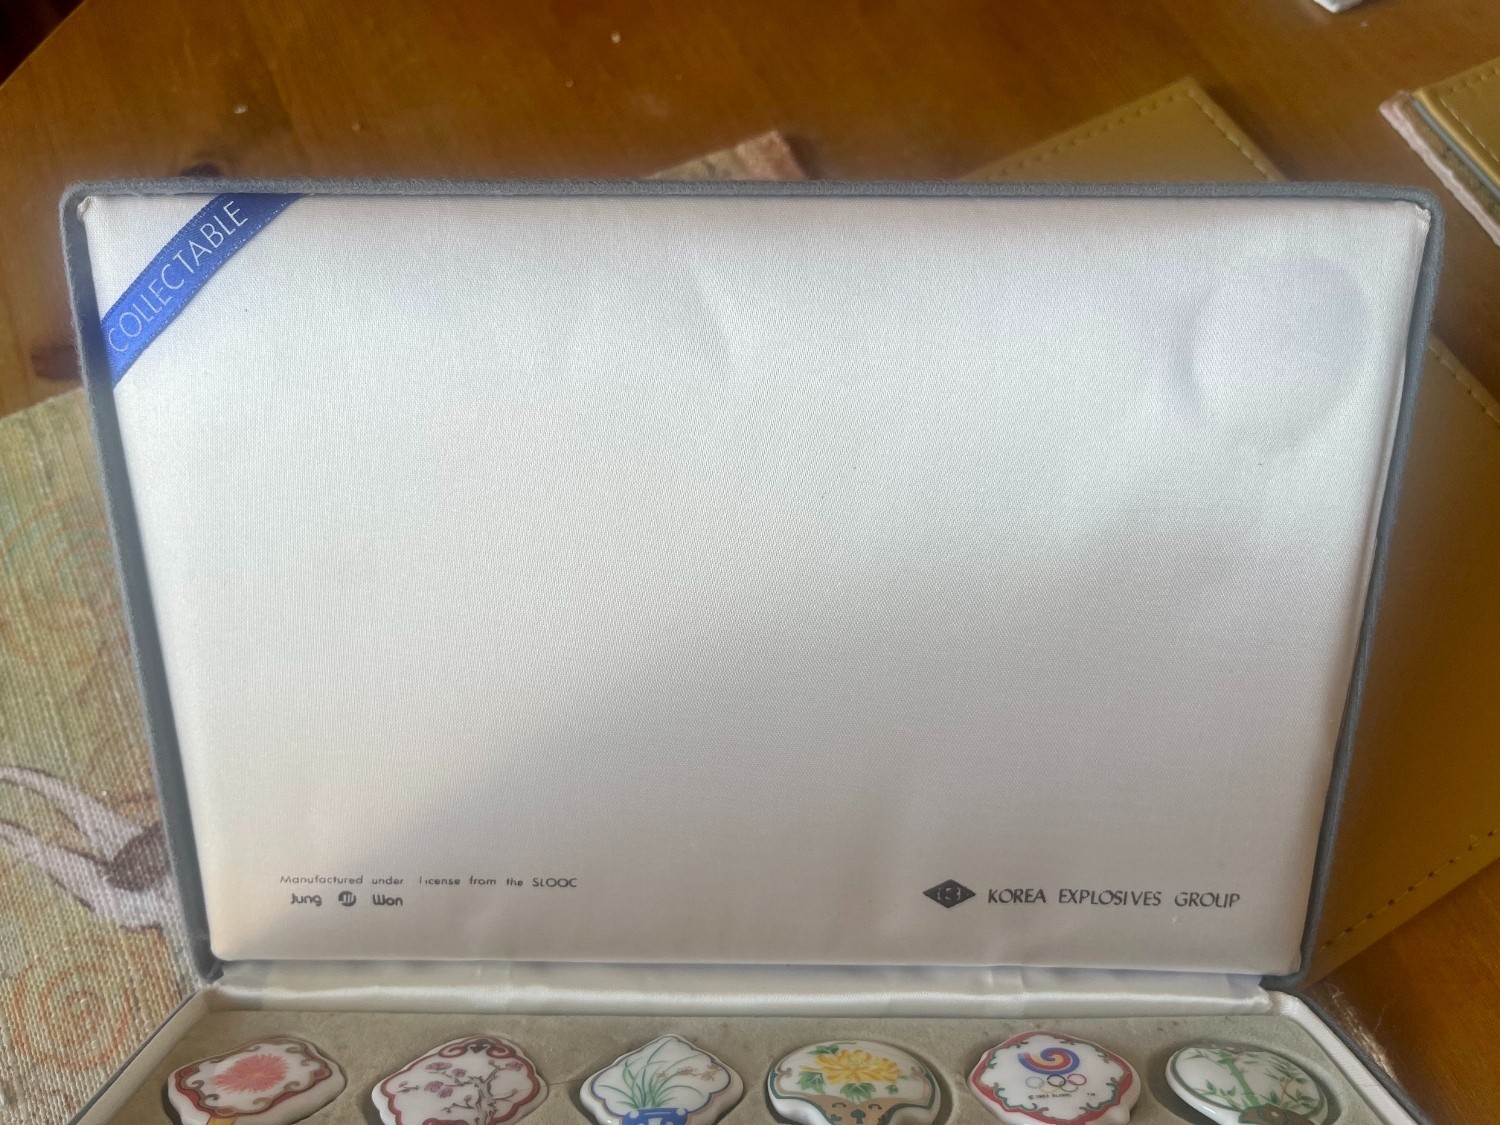 COLLECTABLE
Manufactured under license from the SLOOC
Jung Won
KOREA EXPLOSIVES GROUP